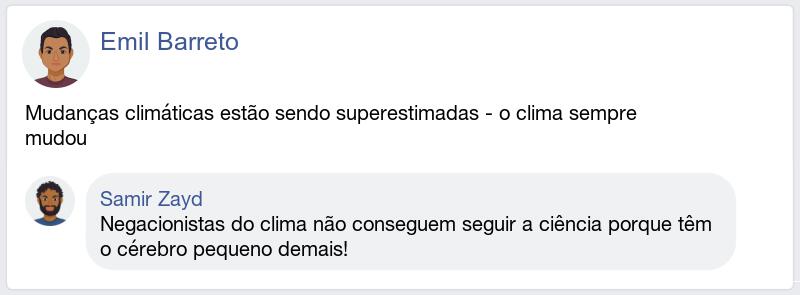 Emil Barreto
Mudanças climáticas estão sendo superestimadas - o clima sempre
mudou
Samir Zayd
Negacionistas do clima não conseguem seguir a ciência porque têm
o cérebro pequeno demais!